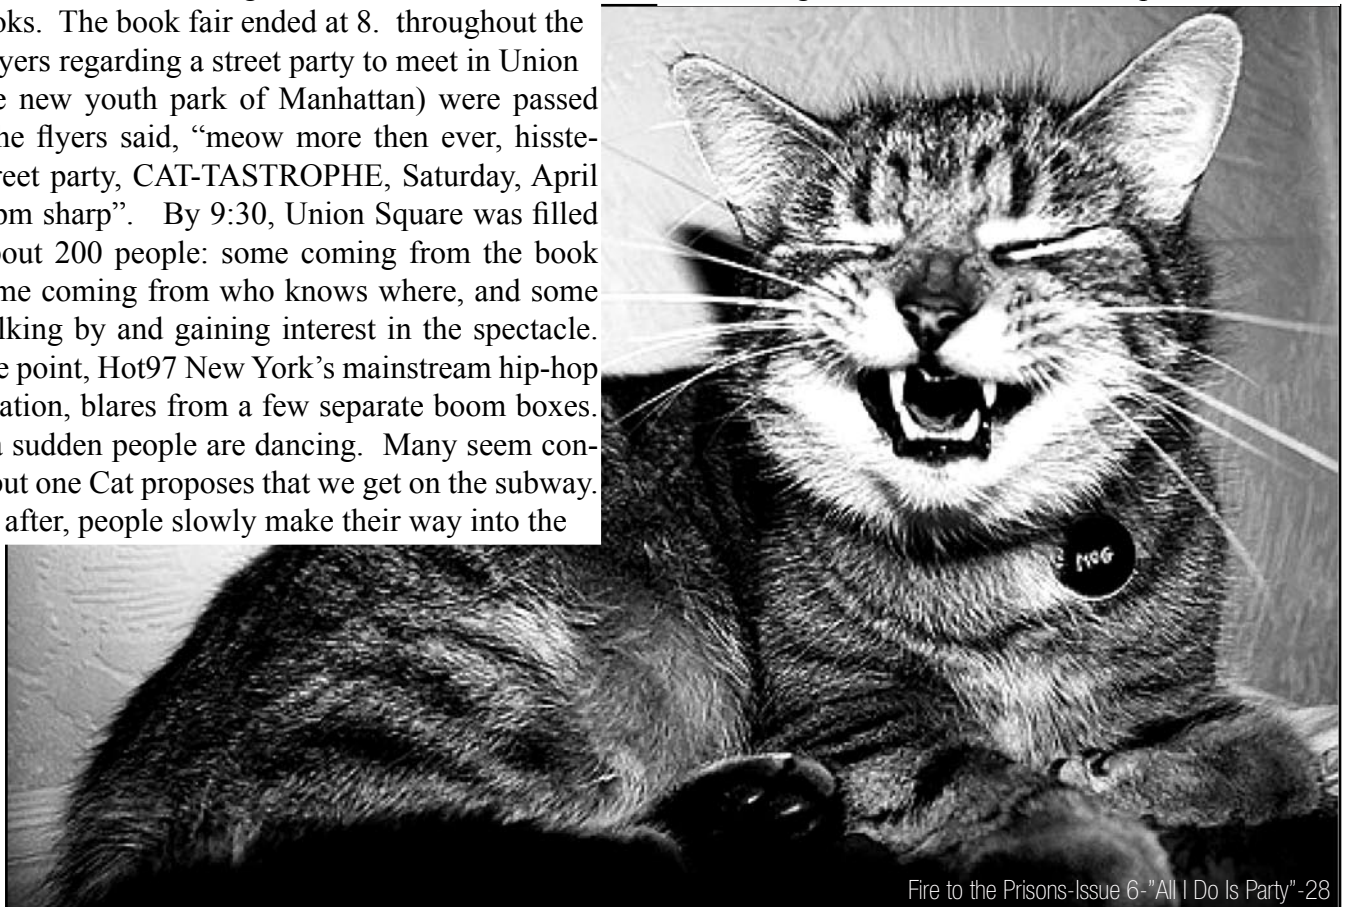 oks. The book fair ended at 8. throughout the
yers regarding a street party to meet in Union
e new youth park of Manhattan) were passed
he flyers said, “meow more then ever, hisste-
reet party, CAT-TASTROPHE, Saturday, April
pm sharp”. By 9:30, Union Square was filled
bout 200 people: some coming from the book
me coming from who knows where, and some
lking by and gaining interest in the spectacle.
e point, Hot97 New York’s mainstream hip-hop
ation, blares from a few separate boom boxes.
a sudden people are dancing. Many seem con-
out one Cat proposes that we get on the subway.
after, people slowly make their way into the
MOG
Fire to the Prisons-Issue 6-"All I Do Is Party"-28